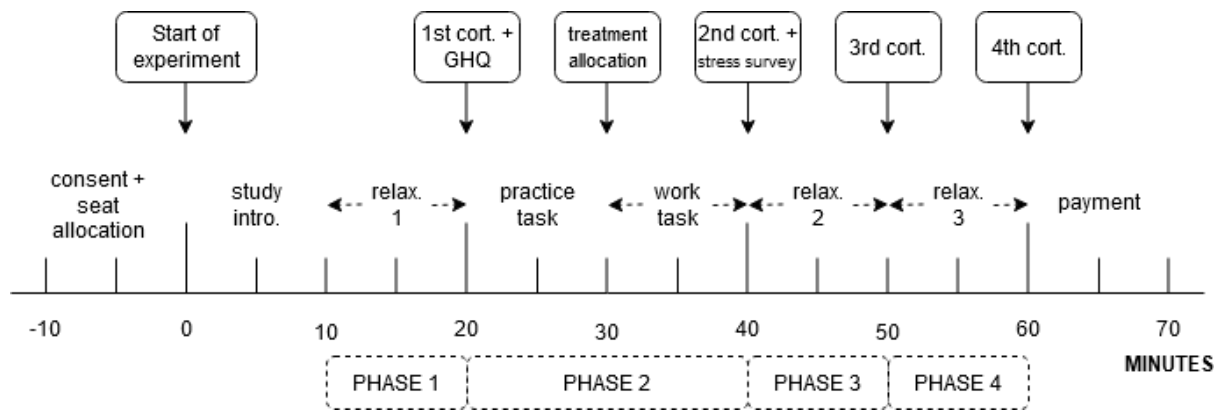 Start of
experiment
1st cort. +
GHQ
treatment
allocation
2nd cort. +
stress survey
3rd cort.
4th cort.
consent +
seat
allocation
study
intro.
relax.
1
practice
task
work
task
relax.
2
relax.
3
payment
-10
0
10
20
30
40
50
60
70
MINUTES
PHASE 1
PHASE 2
PHASE 3
PHASE 4